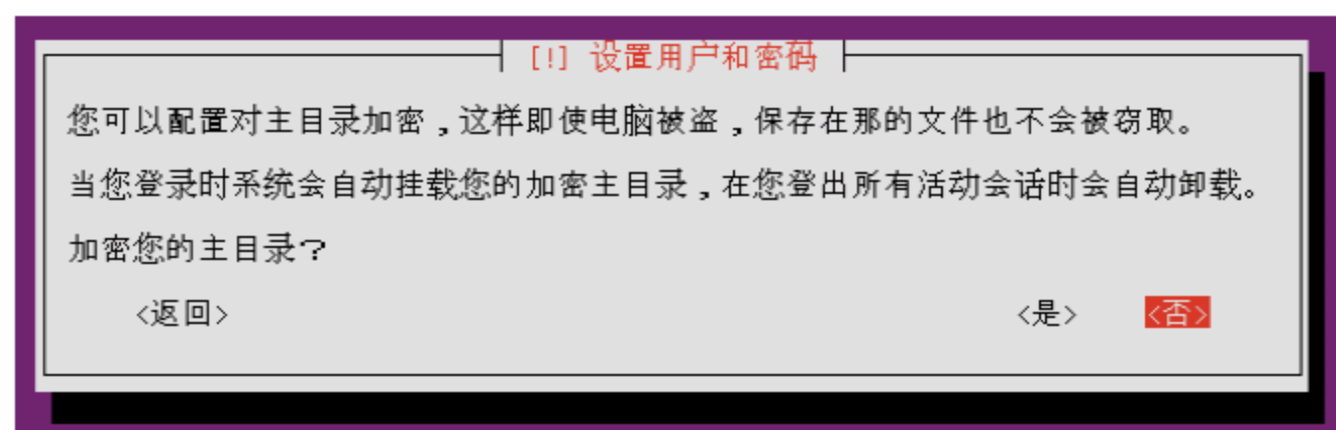 [!] 设置用户和密码
您可以配置对主目录加密，这样即使电脑被盗，保存在那的文件也不会被窃取。
当您登录时系统会自动挂载您的加密主目录，在您登出所有活动会话时会自动卸载。
加密您的主目录？
<返回> <是> <否>